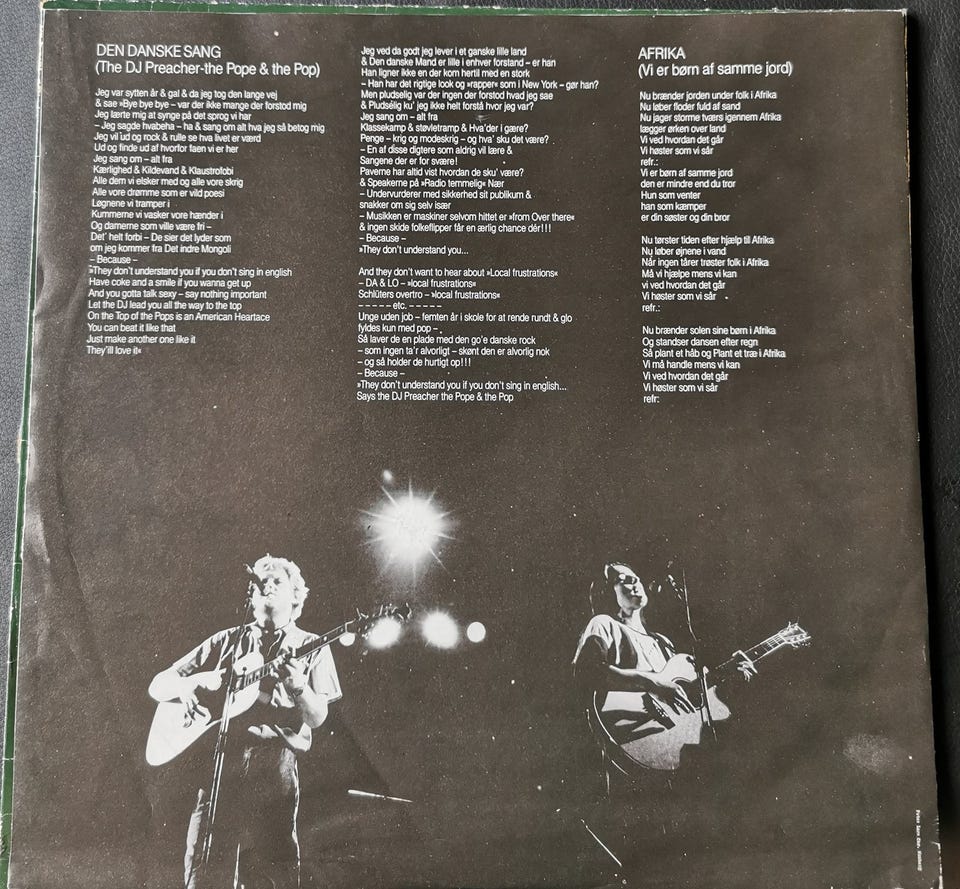 DEN DANSKE SANG
(The DJ Preacher-the Pope & the Pop)
Jeg var sytten år & gal & da jeg tog den lange vej
& sae »Bye bye bye – var der ikke mange der forstod mig
Jeg lærte mig at synge på det sprog vi har
– Jeg sagde hvabeha – ha & sang om alt hva jeg så betog mig
Jeg vil ud og rock & rulle se hva livet er værd
Ud og finde ud af hvorfor faen vi er her
Jeg sang om – alt fra
Kærlighed & Kildevand & Klaustrofobi
Alle dem vi elsker med og alle vore skrig
Alle vore drømme som er vild poesi
Løgnene vi tramper i
Kummerne vi vasker vore hænder i
Og damerne som ville være fri –
Det' helt forbi – De sier det lyder som
om jeg kommer fra Det indre Mongoli
– Because –
»They don't understand you if you don't sing in english
Have coke and a smile if you wanna get up
And you gotta talk sexy – say nothing important
Let the DJ lead you all the way to the top
On the Top of the Pops is an American Heartace
You can beat it like that
Just make another one like it
They'ill love it«
Jeg ved da godt jeg lever i et ganske lille land
& Den danske Mand er lille i enhver forstand – er han
Han ligner ikke en der kom hertil med en stork
– Han har det rigtige look og »rapper« som i New York – gør han?
Men pludselig var der ingen der forstod hvad jeg sae
& Pludsélig ku' jeg ikke helt forstå hvor jeg var?
Jeg sang om – alt fra
Klassekamp & støvletramp & Hva'der i gære?
Penge – krig og modeskrig – og hva' sku det være?
– En af disse digtere som aldrig vil lære &
Sangene der er for svære!
Paverne har altid vist hvordan de sku' være?
& Speakerne på »Radio temmelig« Nær
– Undervurderer med sikkerhed sit publikum &
snakker om sig selv især
– Musikken er maskiner selvom hittet er »from Over there«
& ingen skide folkeflipper får en ærlig chance dér!!!
– Because –
»They don't understand you...
And they don't want to hear about »Local frustrations«
– DA & LO – »local frustrations«
Schlüters overtro – »local frustrations«
– – – – – – etc. – – – – –
Unge uden job – femten år i skole for at rende rundt & glo
fyldes kun med pop –
Så laver de en plade med den go'e danske rock
– som ingen ta'r alvorligt – skønt den er alvorlig nok
– og så holder de hurtigt op!!!
– Because –
»They don't understand you if you don't sing in english...
Says the DJ Preacher the Pope & the Pop
AFRIKA
(Vi er børn af samme jord)
Nu brænder jorden under folk i Afrika
Nu løber floder fuld af sand
Nu jager storme tværs igennem Afrika
lægger ørken over land
Vi ved hvordan det går
Vi høster som vi sår
refr.:
Vi er børn af samme jord
den er mindre end du tror
Hun som venter
han som kæmper
er din søster og din bror
Nu tørster tiden efter hjælp til Afrika
Nu løber øjnene i vand
Når ingen tårer trøster folk i Afrika
Må vi hjælpe mens vi kan
vi ved hvordan det går
Vi høster som vi sår
refr.:
Nu brænder solen sine børn i Afrika
Og standser dansen efter regn
Så plant et håb og Plant et træ i Afrika
Vi må handle mens vi kan
Vi ved hvordan det går
Vi høster som vi sår
refr: